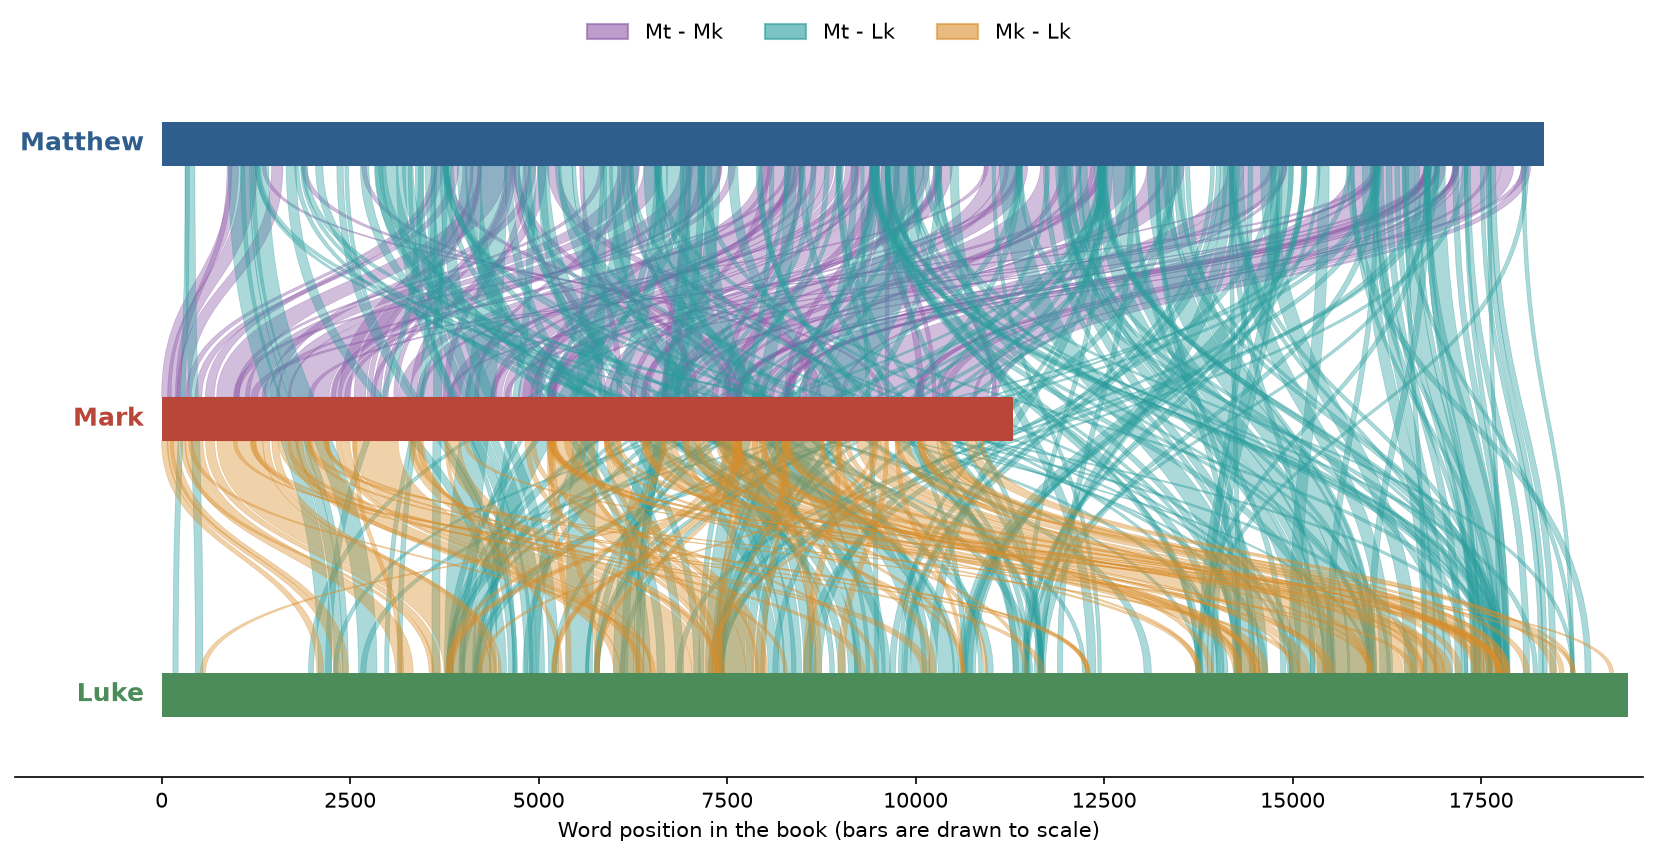 Mt - Mk Mt - Lk Mk - Lk
Matthew
Mark
Luke
0 2500 5000 7500 10000 12500 15000 17500
Word position in the book (bars are drawn to scale)